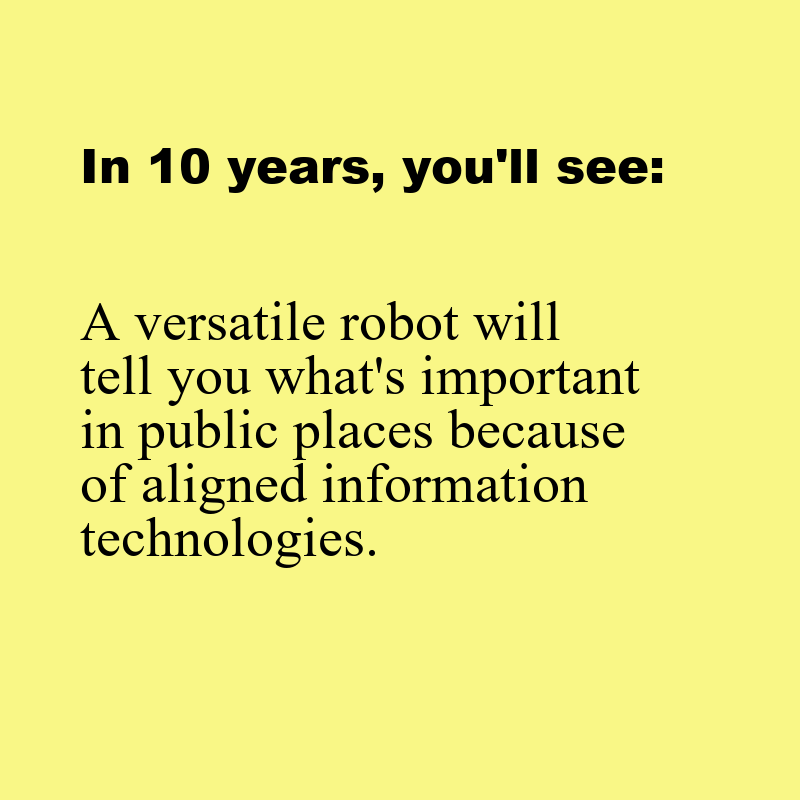 In 10 years, you'll see:
A versatile robot will
tell you what's important
in public places because
of aligned information
technologies.